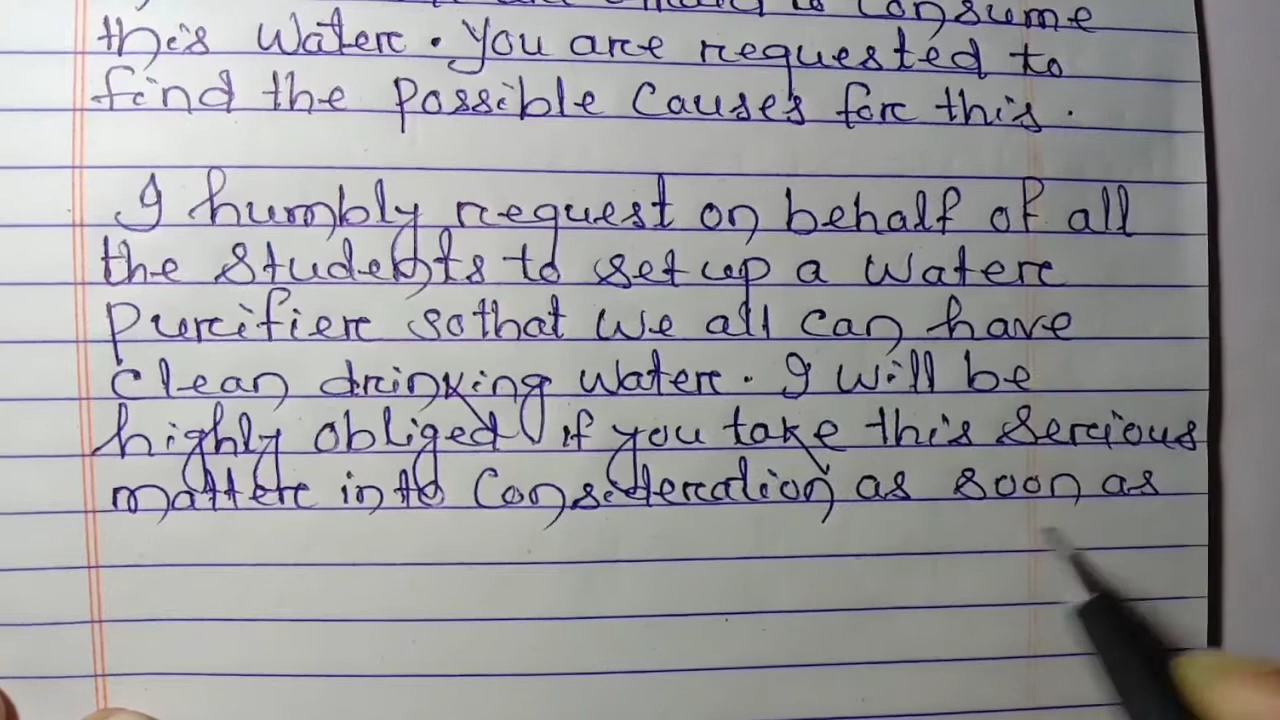 to Consume
this Water. You are requested to
find the Possible Causes for this.
I humbly request on behalf of all
the Students to set up a Water
Purifier so that we all can have
Clean drinking Water. I will be
highly obliged if you take this Serious
matter into Consideration as soon as